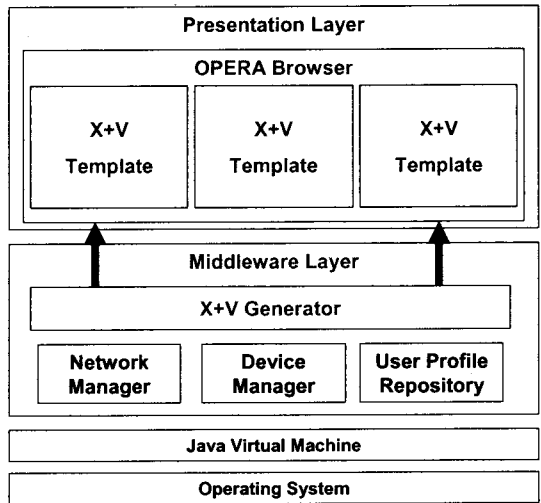 Presentation Layer
OPERA Browser
X+V
Template
X+V
Template
X+V
Template
Middleware Layer
X+V Generator
Network
Manager
Device
Manager
User Profile
Repository
Java Virtual Machine
Operating System